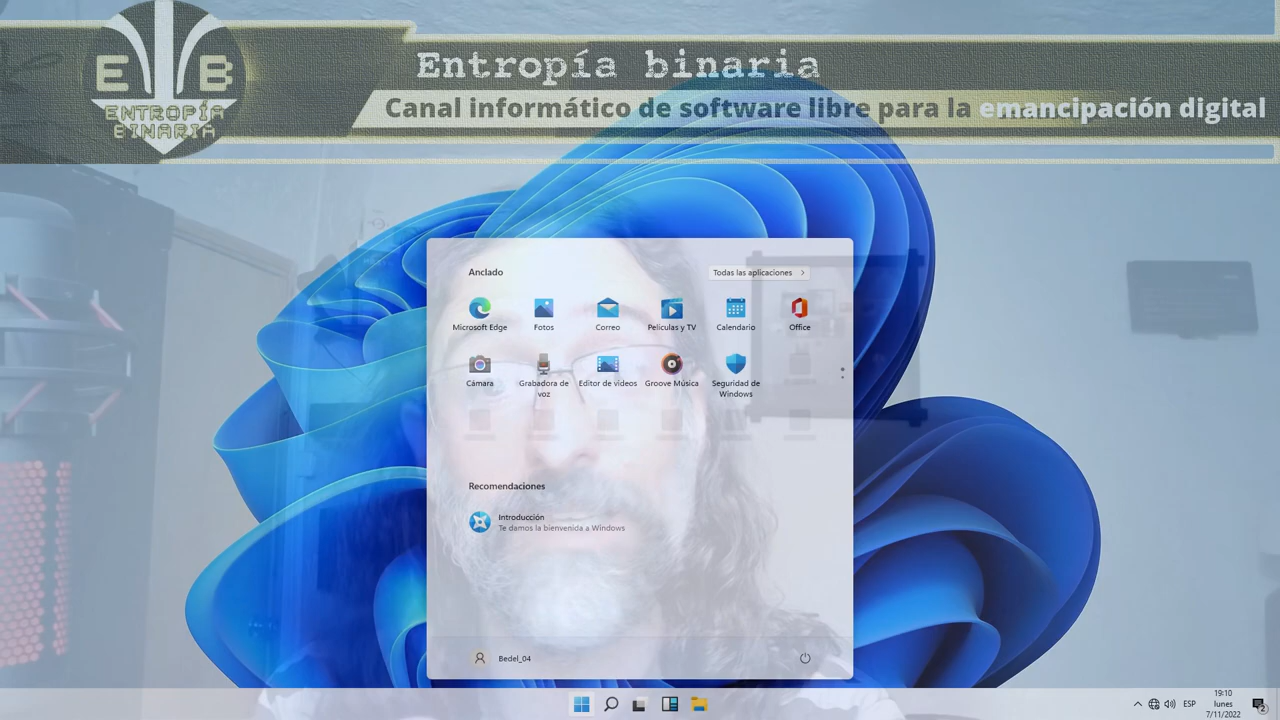 E B
ENTROPÍA
BINARIA
Entropía binaria
Canal informático de software libre para la emancipación digital
Anclado
Todas las aplicaciones
Microsoft Edge
Fotos
Correo
Películas y TV
Calendario
Office
Cámara
Grabadora de
voz
Editor de videos
Groove Música
Seguridad de
Windows
Recomendaciones
Introducción
Te damos la bienvenida a Windows
Bedel_04
ESP
19:10
lunes
7/11/2022
2